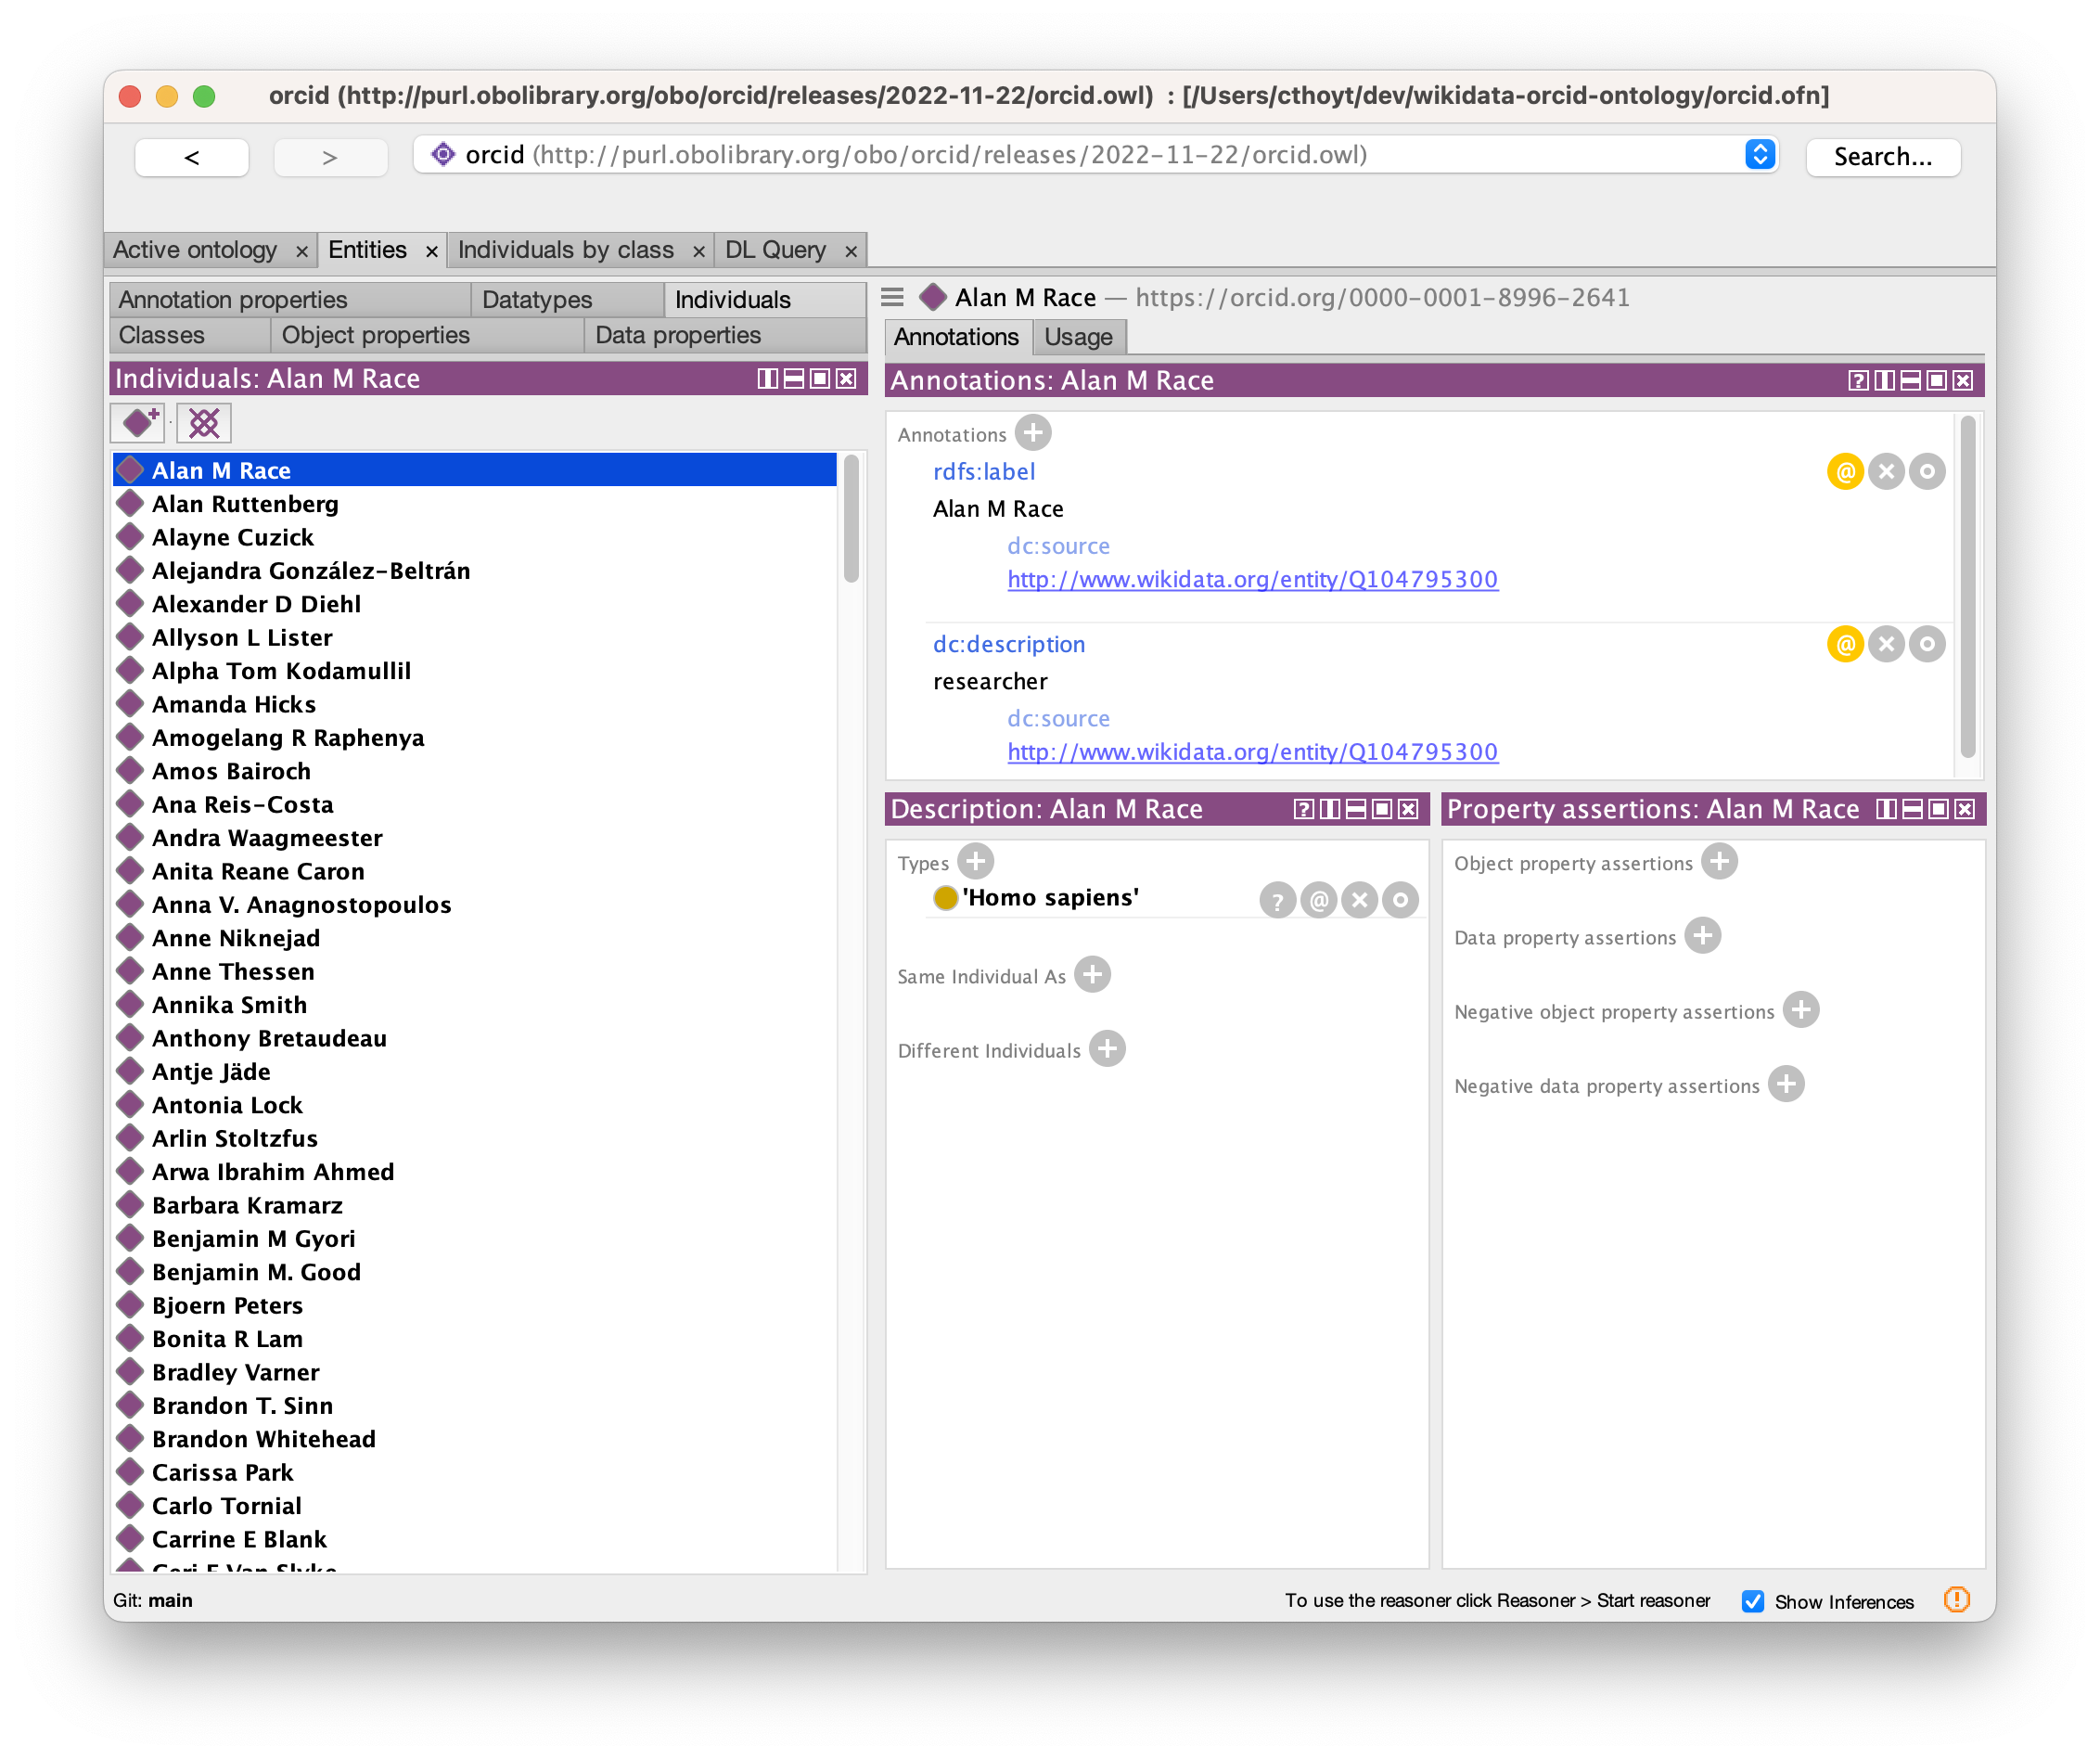 orcid (http://purl.obolibrary.org/obo/orcid/releases/2022-11-22/orcid.owl) : [/Users/cthoyt/dev/wikidata-orcid-ontology/orcid.ofn]
< > orcid (http://purl.obolibrary.org/obo/orcid/releases/2022-11-22/orcid.owl) Search...
Active ontology × Entities × Individuals by class × DL Query ×
Annotation properties Datatypes Individuals
Classes Object properties Data properties
Individuals: Alan M Race
Alan M Race
Alan Ruttenberg
Alayne Cuzick
Alejandra González-Beltrán
Alexander D Diehl
Allyson L Lister
Alpha Tom Kodamullil
Amanda Hicks
Amogelang R Raphenya
Amos Bairoch
Ana Reis-Costa
Andra Waagmeester
Anita Reane Caron
Anna V. Anagnostopoulos
Anne Niknejad
Anne Thessen
Annika Smith
Anthony Bretaudeau
Antje Jäde
Antonia Lock
Arlin Stoltzfus
Arwa Ibrahim Ahmed
Barbara Kramarz
Benjamin M Gyori
Benjamin M. Good
Bjoern Peters
Bonita R Lam
Bradley Varner
Brandon T. Sinn
Brandon Whitehead
Carissa Park
Carlo Tornial
Carrine E Blank
Ceri E Van Slyke
Alan M Race — https://orcid.org/0000-0001-8996-2641
Annotations Usage
Annotations: Alan M Race
Annotations
rdfs:label
Alan M Race
dc:source
http://www.wikidata.org/entity/Q104795300
dc:description
researcher
dc:source
http://www.wikidata.org/entity/Q104795300
Description: Alan M Race
Types
'Homo sapiens'
Same Individual As
Different Individuals
Property assertions: Alan M Race
Object property assertions
Data property assertions
Negative object property assertions
Negative data property assertions
Git: main
To use the reasoner click Reasoner > Start reasoner Show Inferences